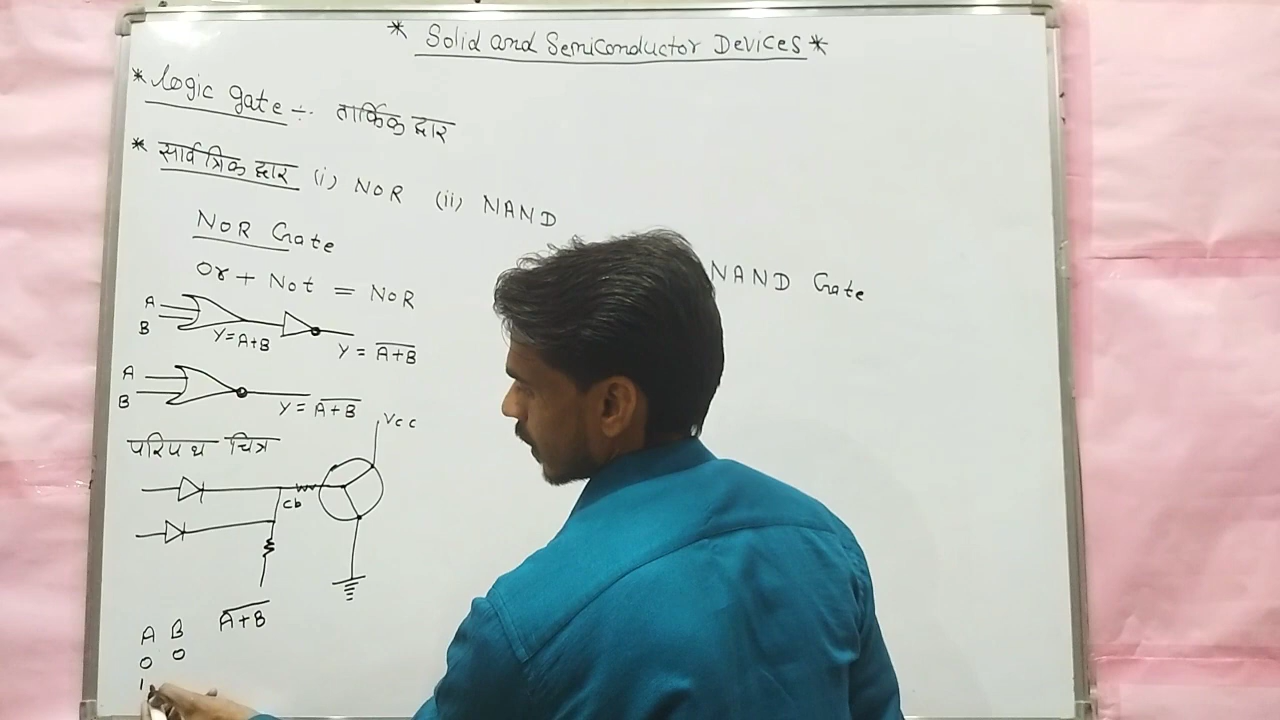 * Solid and Semiconductor Devices *
* Logic gate ÷. तार्किक द्वार
* सार्वत्रिक द्वार (i) NOR (ii) NAND
NOR Gate
Or + Not = NOR
A
B
Y = A+B
Y = A̅+̅B̅
A
B
Y = A̅+̅B̅
परिपथ चित्र
Vcc
Cb
A B A̅+̅B̅
0 0
1
NAND Gate